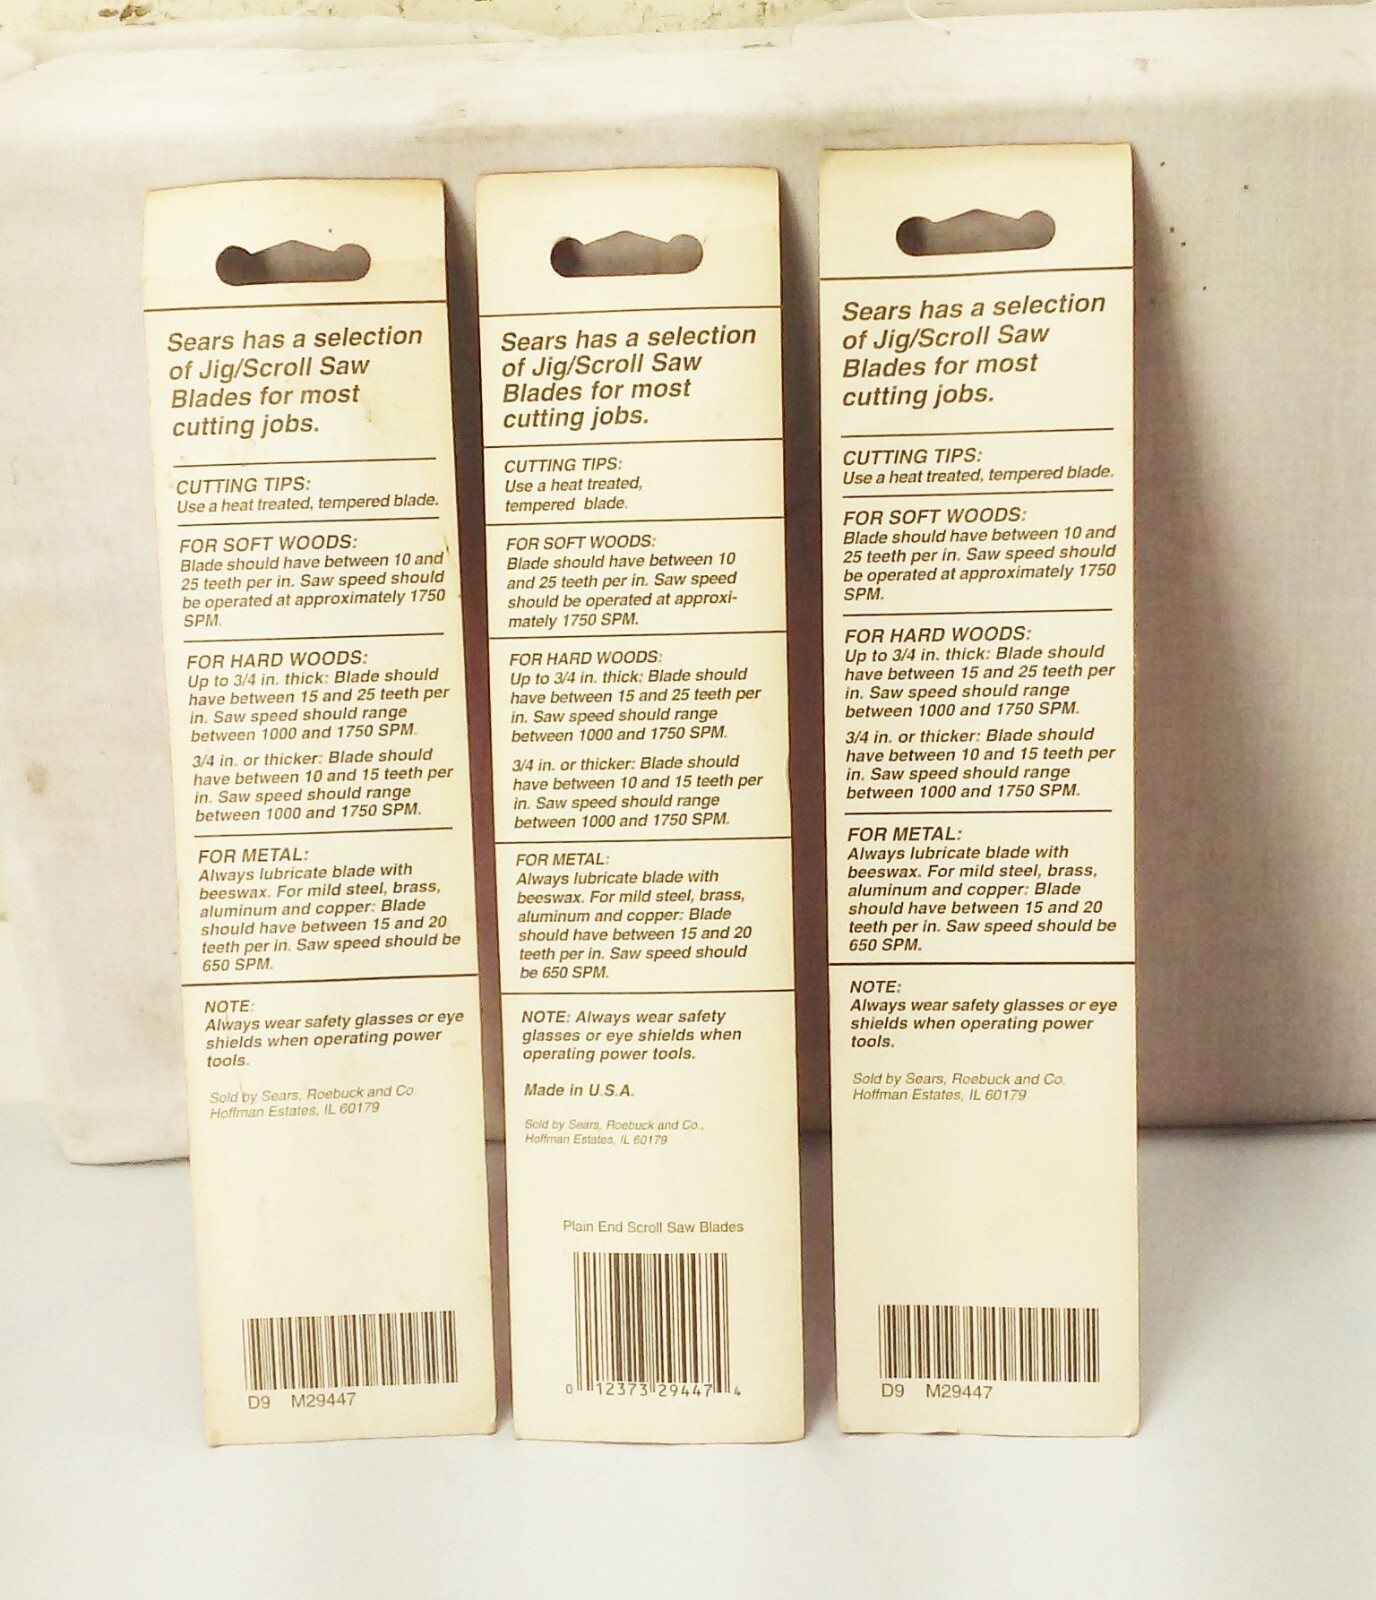 Sears has a selection
of Jig/Scroll Saw
Blades for most
cutting jobs.
CUTTING TIPS:
Use a heat treated, tempered blade.
FOR SOFT WOODS:
Blade should have between 10 and
25 teeth per in. Saw speed should
be operated at approximately 1750
SPM.
FOR HARD WOODS:
Up to 3/4 in. thick: Blade should
have between 15 and 25 teeth per
in. Saw speed should range
between 1000 and 1750 SPM.
3/4 in. or thicker: Blade should
have between 10 and 15 teeth per
in. Saw speed should range
between 1000 and 1750 SPM.
FOR METAL:
Always lubricate blade with
beeswax. For mild steel, brass,
aluminum and copper: Blade
should have between 15 and 20
teeth per in. Saw speed should be
650 SPM.
NOTE:
Always wear safety glasses or eye
shields when operating power
tools.
Sold by Sears, Roebuck and Co.
Hoffman Estates, IL 60179
D9 M29447
Sears has a selection
of Jig/Scroll Saw
Blades for most
cutting jobs.
CUTTING TIPS:
Use a heat treated,
tempered blade.
FOR SOFT WOODS:
Blade should have between 10
and 25 teeth per in. Saw speed
should be operated at approxi-
mately 1750 SPM.
FOR HARD WOODS:
Up to 3/4 in. thick: Blade should
have between 15 and 25 teeth per
in. Saw speed should range
between 1000 and 1750 SPM.
3/4 in. or thicker: Blade should
have between 10 and 15 teeth per
in. Saw speed should range
between 1000 and 1750 SPM.
FOR METAL:
Always lubricate blade with
beeswax. For mild steel, brass,
aluminum and copper: Blade
should have between 15 and 20
teeth per in. Saw speed should
be 650 SPM.
NOTE: Always wear safety
glasses or eye shields when
operating power tools.
Made in U.S.A.
Sold by Sears, Roebuck and Co.,
Hoffman Estates, IL 60179
Plain End Scroll Saw Blades
0 12373 29447 4
Sears has a selection
of Jig/Scroll Saw
Blades for most
cutting jobs.
CUTTING TIPS:
Use a heat treated, tempered blade.
FOR SOFT WOODS:
Blade should have between 10 and
25 teeth per in. Saw speed should
be operated at approximately 1750
SPM.
FOR HARD WOODS:
Up to 3/4 in. thick: Blade should
have between 15 and 25 teeth per
in. Saw speed should range
between 1000 and 1750 SPM.
3/4 in. or thicker: Blade should
have between 10 and 15 teeth per
in. Saw speed should range
between 1000 and 1750 SPM.
FOR METAL:
Always lubricate blade with
beeswax. For mild steel, brass,
aluminum and copper: Blade
should have between 15 and 20
teeth per in. Saw speed should be
650 SPM.
NOTE:
Always wear safety glasses or eye
shields when operating power
tools.
Sold by Sears, Roebuck and Co.
Hoffman Estates, IL 60179
D9 M29447